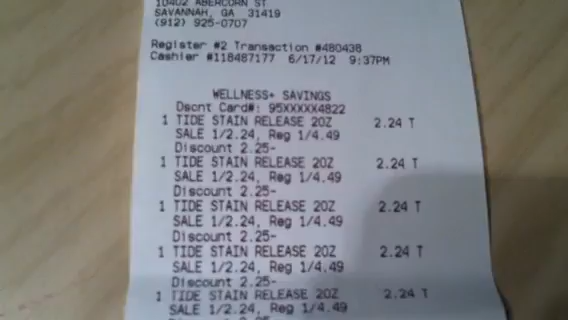 10402 ABERCORN ST
SAVANNAH, GA 31419
(912) 925-0707
Register #2 Transaction #480438
Cashier #118487177 6/17/12 9:37PM
WELLNESS+ SAVINGS
Dscnt Card#: 95XXXXX4822
1 TIDE STAIN RELEASE 20Z 2.24 T
SALE 1/2.24, Reg 1/4.49
Discount 2.25-
1 TIDE STAIN RELEASE 20Z 2.24 T
SALE 1/2.24, Reg 1/4.49
Discount 2.25-
1 TIDE STAIN RELEASE 20Z 2.24 T
SALE 1/2.24, Reg 1/4.49
Discount 2.25-
1 TIDE STAIN RELEASE 20Z 2.24 T
SALE 1/2.24, Reg 1/4.49
Discount 2.25-
1 TIDE STAIN RELEASE 20Z 2.24 T
SALE 1/2.24, Reg 1/4.49